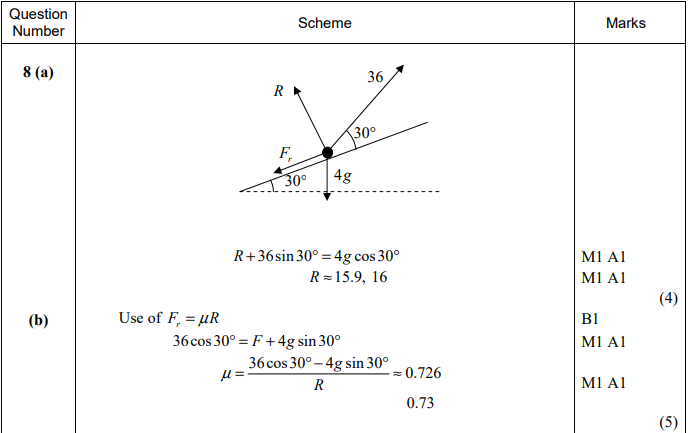 Question Number Scheme Marks
8 (a)
36
R
30°
F_r
30° 4g
R + 36 sin 30° = 4g cos 30° M1 A1
R ≈ 15.9, 16 M1 A1
(4)
(b) Use of F_r = μR B1
36 cos 30° = F + 4g sin 30° M1 A1
μ = (36 cos 30° − 4g sin 30°) / R ≈ 0.726 M1 A1
0.73
(5)